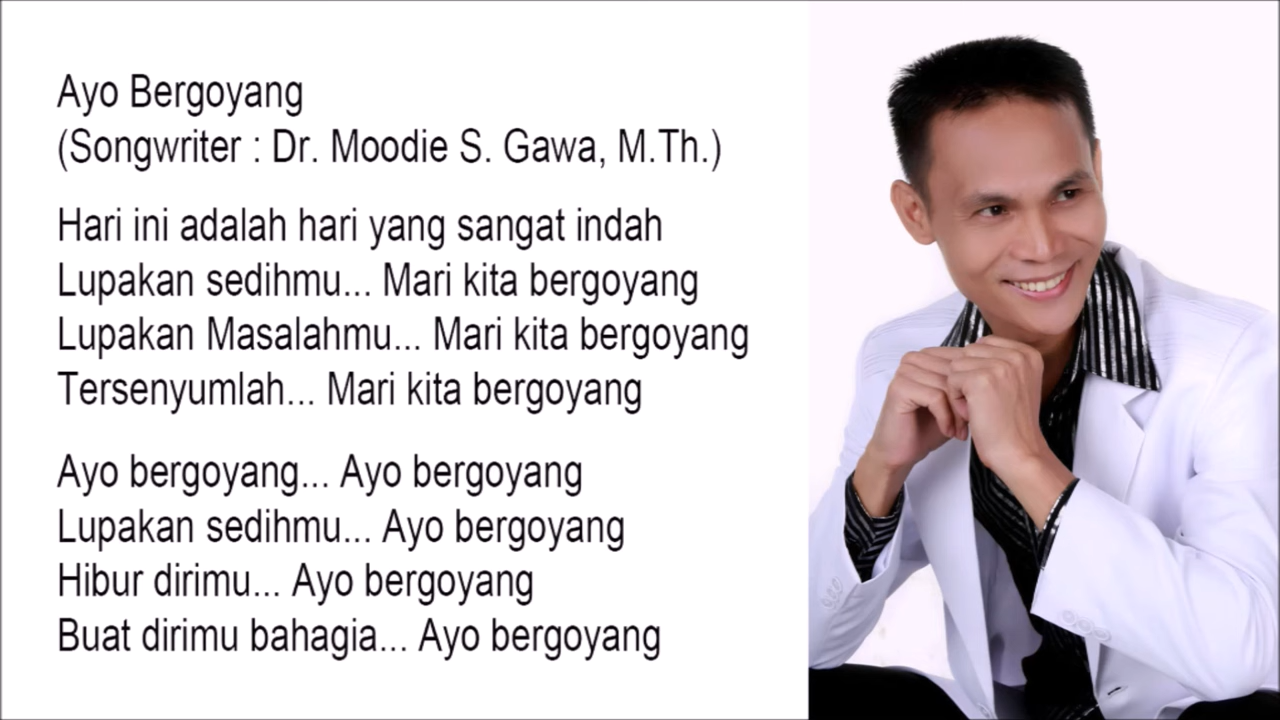 Ayo Bergoyang
(Songwriter : Dr. Moodie S. Gawa, M.Th.)
Hari ini adalah hari yang sangat indah
Lupakan sedihmu... Mari kita bergoyang
Lupakan Masalahmu... Mari kita bergoyang
Tersenyumlah... Mari kita bergoyang
Ayo bergoyang... Ayo bergoyang
Lupakan sedihmu... Ayo bergoyang
Hibur dirimu... Ayo bergoyang
Buat dirimu bahagia... Ayo bergoyang